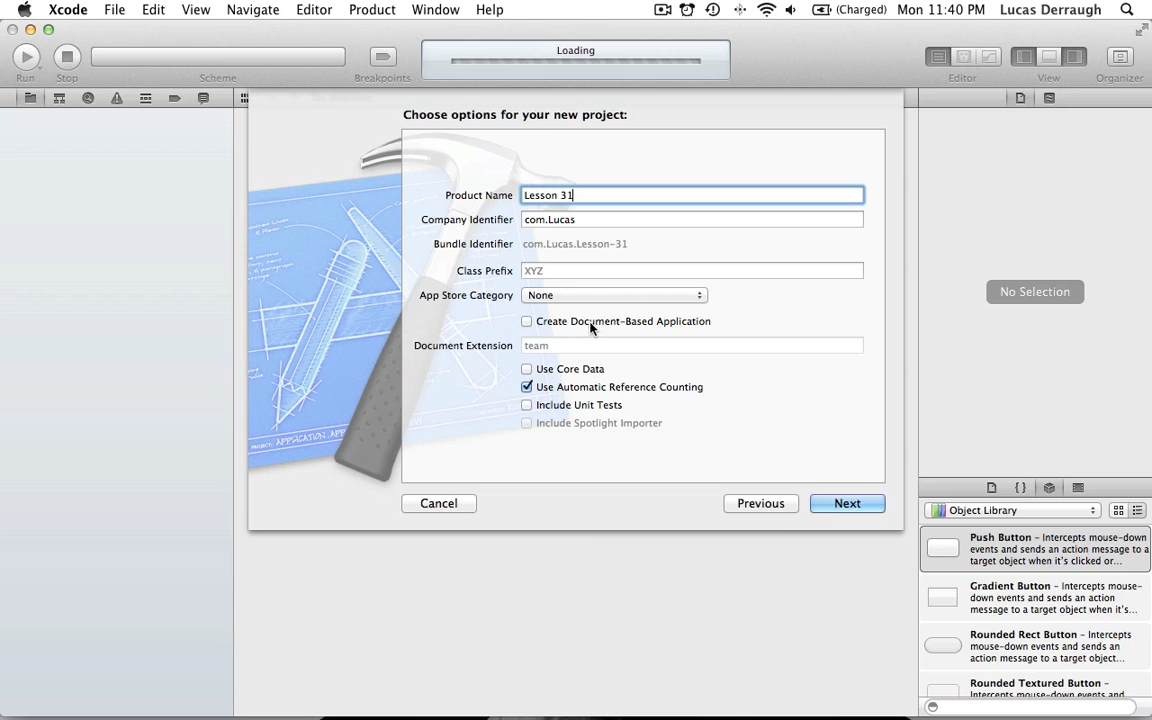 Xcode File Edit View Navigate Editor Product Window Help (Charged) Mon 11:40 PM Lucas Derraugh
Loading
Run Stop Scheme Breakpoints Editor View Organizer
Choose options for your new project:
Product Name Lesson 31
Company Identifier com.Lucas
Bundle Identifier com.Lucas.Lesson-31
Class Prefix XYZ
App Store Category None
Create Document-Based Application
Document Extension team
Use Core Data
Use Automatic Reference Counting
Include Unit Tests
Include Spotlight Importer
Cancel Previous Next
No Selection
{}
Object Library
Push Button - Intercepts mouse-down
events and sends an action message to a
target object when it's clicked or...
Gradient Button - Intercepts mouse-
down events and sends an action
message to a target object when it's...
Rounded Rect Button - Intercepts
mouse-down events and sends an
action message to a target object...
Rounded Textured Button -
Intercepts mouse-down events and